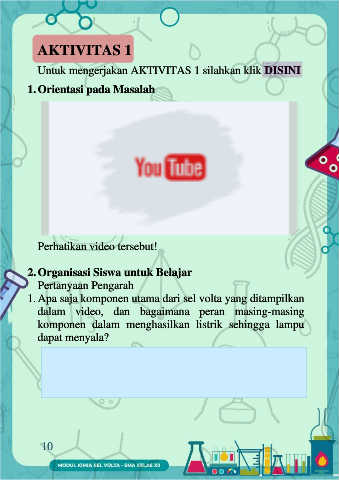 AKTIVITAS 1
Untuk mengerjakan AKTIVITAS 1 silahkan klik DISINI
1. Orientasi pada Masalah
YouTube
Perhatikan video tersebut!
2. Organisasi Siswa untuk Belajar
Pertanyaan Pengarah
1. Apa saja komponen utama dari sel volta yang ditampilkan
dalam video, dan bagaimana peran masing-masing
komponen dalam menghasilkan listrik sehingga lampu
dapat menyala?
10
MODUL KIMIA SEL VOLTA - SMA KELAS XII